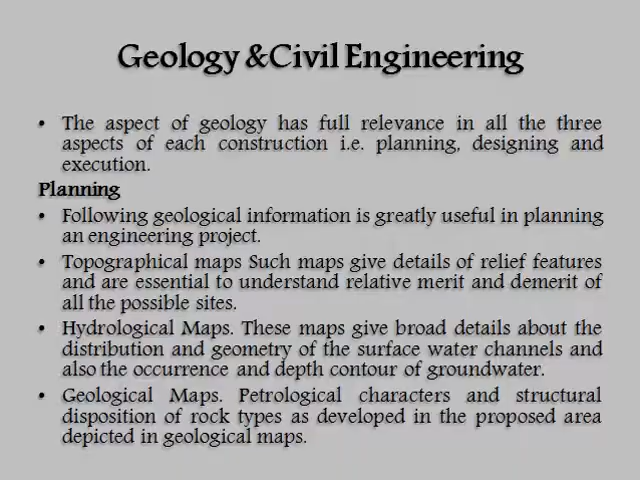 Geology &Civil Engineering
• The aspect of geology has full relevance in all the three
aspects of each construction i.e. planning, designing and
execution.
Planning
• Following geological information is greatly useful in planning
an engineering project.
• Topographical maps Such maps give details of relief features
and are essential to understand relative merit and demerit of
all the possible sites.
• Hydrological Maps. These maps give broad details about the
distribution and geometry of the surface water channels and
also the occurrence and depth contour of groundwater.
• Geological Maps. Petrological characters and structural
disposition of rock types as developed in the proposed area
depicted in geological maps.